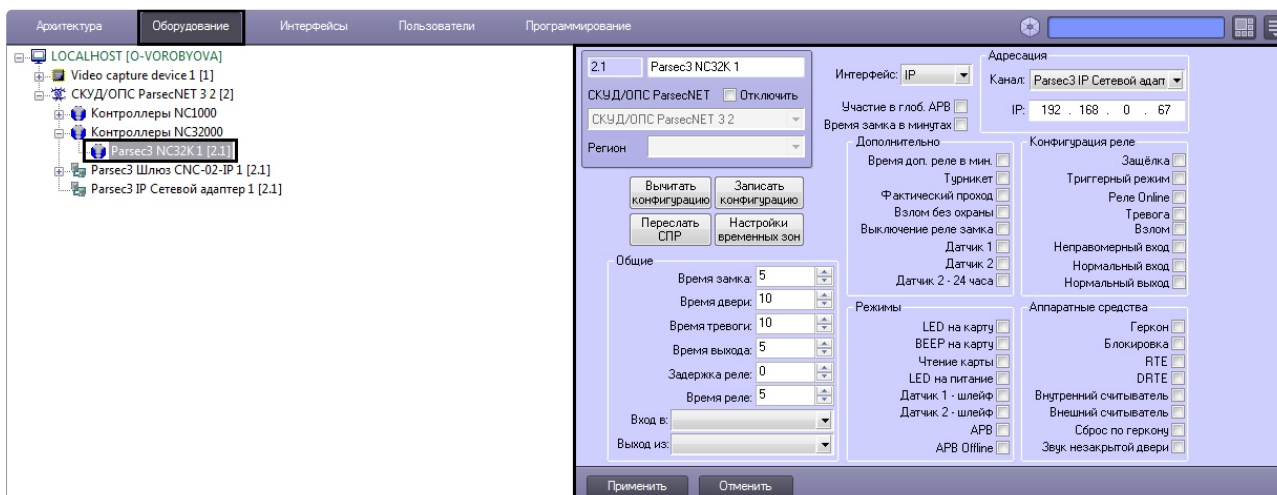 Архитектура Оборудование Интерфейсы Пользователи Программирование
LOCALHOST [O-VOROBYOVA]
Video capture device 1 [1]
СКУД/ОПС ParsecNET 3 2 [2]
Контроллеры NC1000
Контроллеры NC32000
Parsec3 NC32K 1 [2.1]
Parsec3 Шлюз CNC-02-IP 1 [2.1]
Parsec3 IP Сетевой адаптер 1 [2.1]
2.1 Parsec3 NC32K 1
СКУД/ОПС ParsecNET Отключить
СКУД/ОПС ParsecNET 3 2
Регион
Вычитать конфигурацию
Записать конфигурацию
Переслать СПР
Настройки временных зон
Общие
Время замка: 5
Время двери: 10
Время тревоги: 10
Время выхода: 5
Задержка реле: 0
Время реле: 5
Вход в:
Выход из:
Интерфейс: IP
Участие в глоб. APB
Время замка в минутах
Адресация
Канал: Parsec3 IP Сетевой адап
IP: 192 . 168 . 0 . 67
Дополнительно
Время доп. реле в мин.
Турникет
Фактический проход
Взлом без охраны
Выключение реле замка
Датчик 1
Датчик 2
Датчик 2 - 24 часа
Конфигурация реле
Защёлка
Триггерный режим
Реле Online
Тревога
Взлом
Неправомерный вход
Нормальный вход
Нормальный выход
Режимы
LED на карту
BEEP на карту
Чтение карты
LED на питание
Датчик 1 - шлейф
Датчик 2 - шлейф
APB
APB Offline
Аппаратные средства
Геркон
Блокировка
RTE
DRTE
Внутренний считыватель
Внешний считыватель
Сброс по геркону
Звук незакрытой двери
Применить Отменить